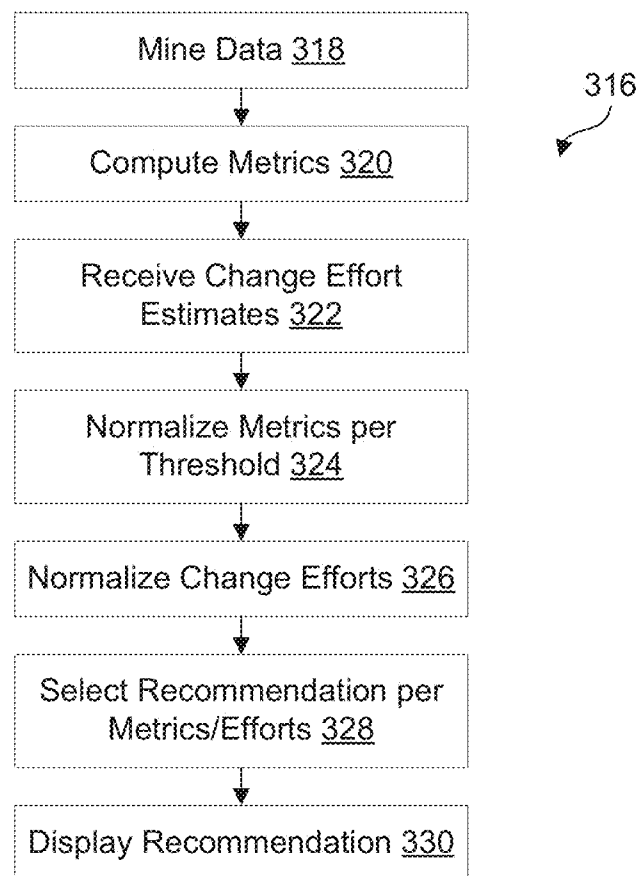 Mine Data 318
316
Compute Metrics 320
Receive Change Effort
Estimates 322
Normalize Metrics per
Threshold 324
Normalize Change Efforts 326
Select Recommendation per
Metrics/Efforts 328
Display Recommendation 330